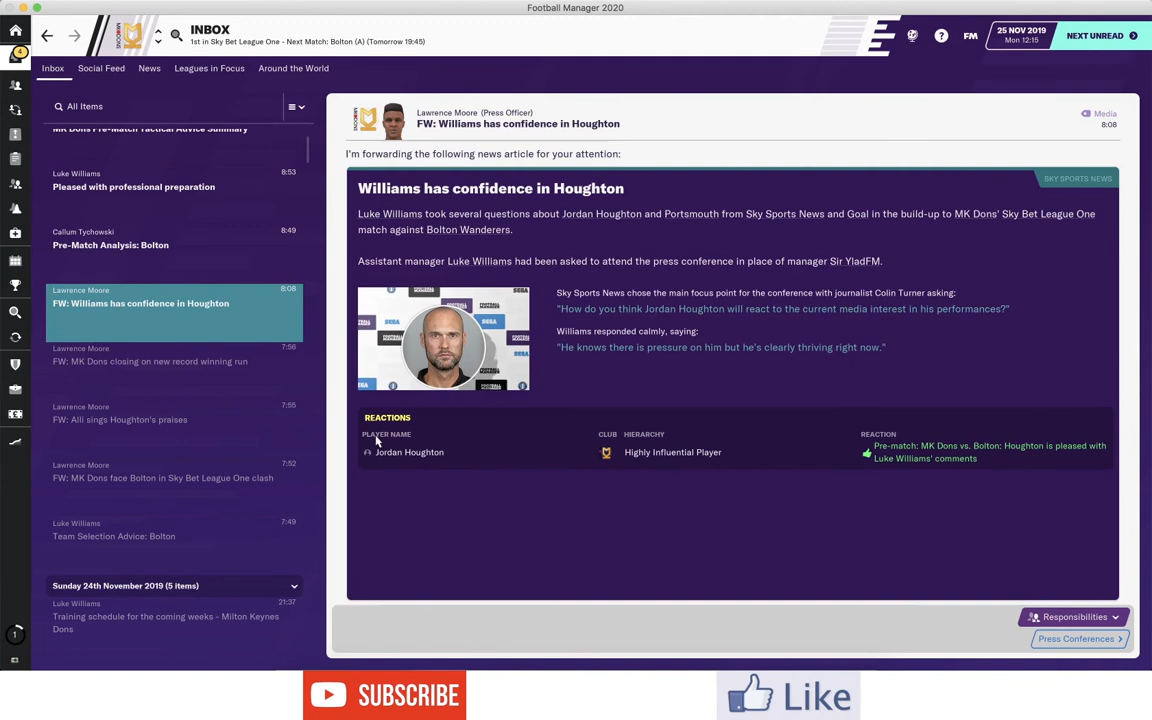 Football Manager 2020
INBOX
1st in Sky Bet League One - Next Match: Bolton (A) (Tomorrow 19:45)
FM
25 NOV 2019
Mon 12:15
NEXT UNREAD
4
Inbox
Social Feed
News
Leagues in Focus
Around the World
All Items
MK Dons Pre-Match Tactical Advice Summary
Luke Williams 8:53
Pleased with professional preparation
Callum Tychowski 8:49
Pre-Match Analysis: Bolton
Lawrence Moore 8:08
FW: Williams has confidence in Houghton
Lawrence Moore 7:56
FW: MK Dons closing on new record winning run
Lawrence Moore 7:55
FW: Alli sings Houghton's praises
Lawrence Moore 7:52
FW: MK Dons face Bolton in Sky Bet League One clash
Luke Williams 7:49
Team Selection Advice: Bolton
Sunday 24th November 2019 (5 items)
Luke Williams 21:37
Training schedule for the coming weeks - Milton Keynes
Dons
1
Lawrence Moore (Press Officer)
FW: Williams has confidence in Houghton
Media
8:08
I'm forwarding the following news article for your attention:
SKY SPORTS NEWS
Williams has confidence in Houghton
Luke Williams took several questions about Jordan Houghton and Portsmouth from Sky Sports News and Goal in the build-up to MK Dons' Sky Bet League One
match against Bolton Wanderers.
Assistant manager Luke Williams had been asked to attend the press conference in place of manager Sir YladFM.
Sky Sports News chose the main focus point for the conference with journalist Colin Turner asking:
"How do you think Jordan Houghton will react to the current media interest in his performances?"
Williams responded calmly, saying:
"He knows there is pressure on him but he's clearly thriving right now."
REACTIONS
PLAYER NAME CLUB HIERARCHY REACTION
Jordan Houghton Highly Influential Player
Pre-match: MK Dons vs. Bolton: Houghton is pleased with
Luke Williams' comments
Responsibilities
Press Conferences
SUBSCRIBE
Like